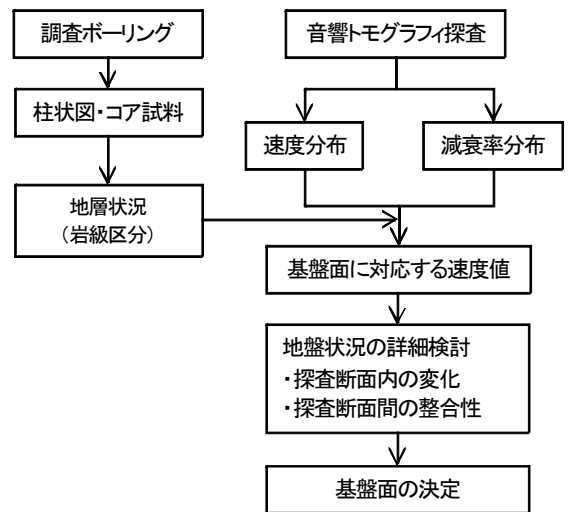 調査ボーリング
音響トモグラフィ探査
柱状図・コア試料
速度分布
減衰率分布
地層状況
（岩級区分）
基盤面に対応する速度値
地盤状況の詳細検討
・探査断面内の変化
・探査断面間の整合性
基盤面の決定